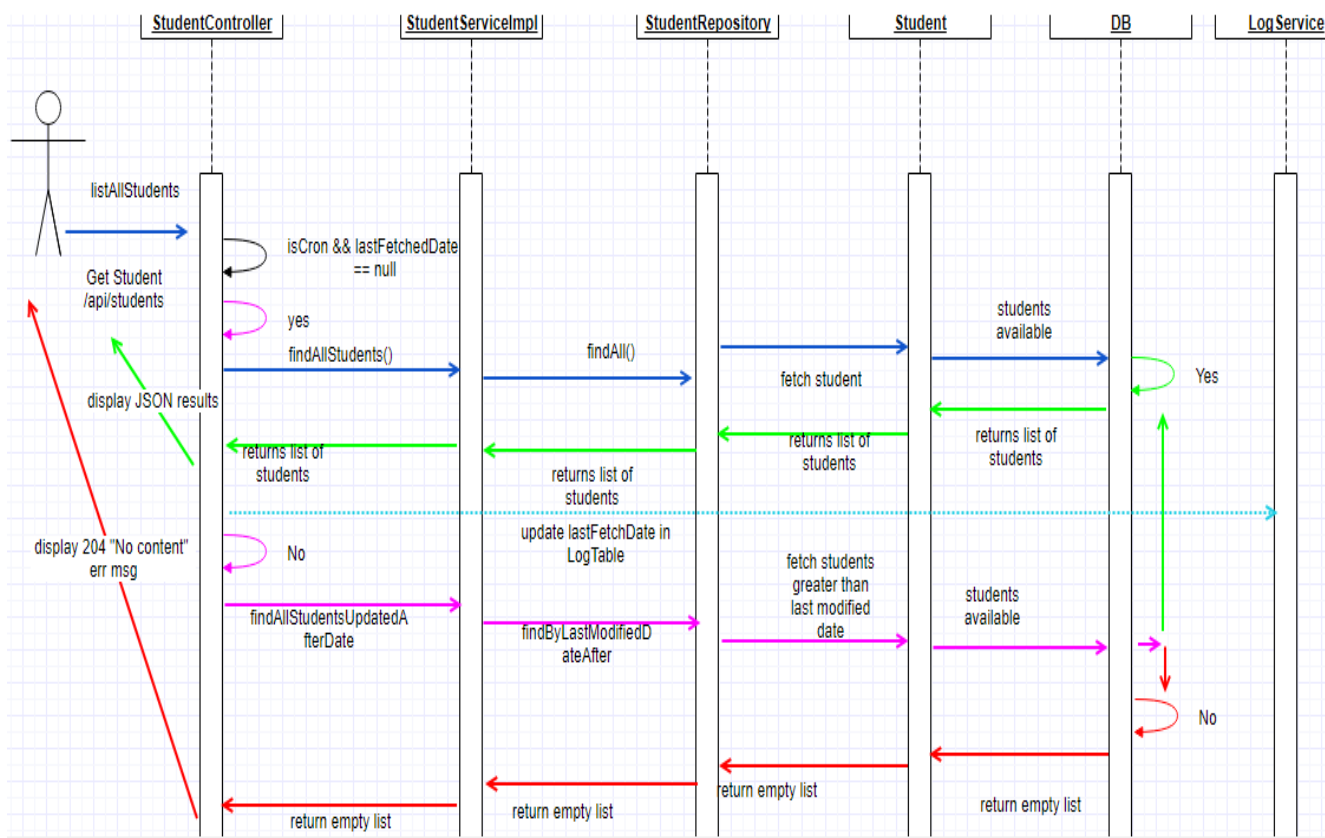 StudentController
StudentServiceImpl
StudentRepository
Student
DB
LogService
listAllStudents
isCron && lastFetchedDate
== null
Get Student
/api/students
yes
students
available
findAllStudents()
findAll()
fetch student
Yes
display JSON results
returns list of
students
returns list of
students
returns list of
students
returns list of
students
update lastFetchDate in
LogTable
display 204 "No content"
err msg
No
fetch students
greater than
last modified
date
students
available
findAllStudentsUpdatedA
fterDate
findByLastModifiedD
ateAfter
No
return empty list
return empty list
return empty list
return empty list